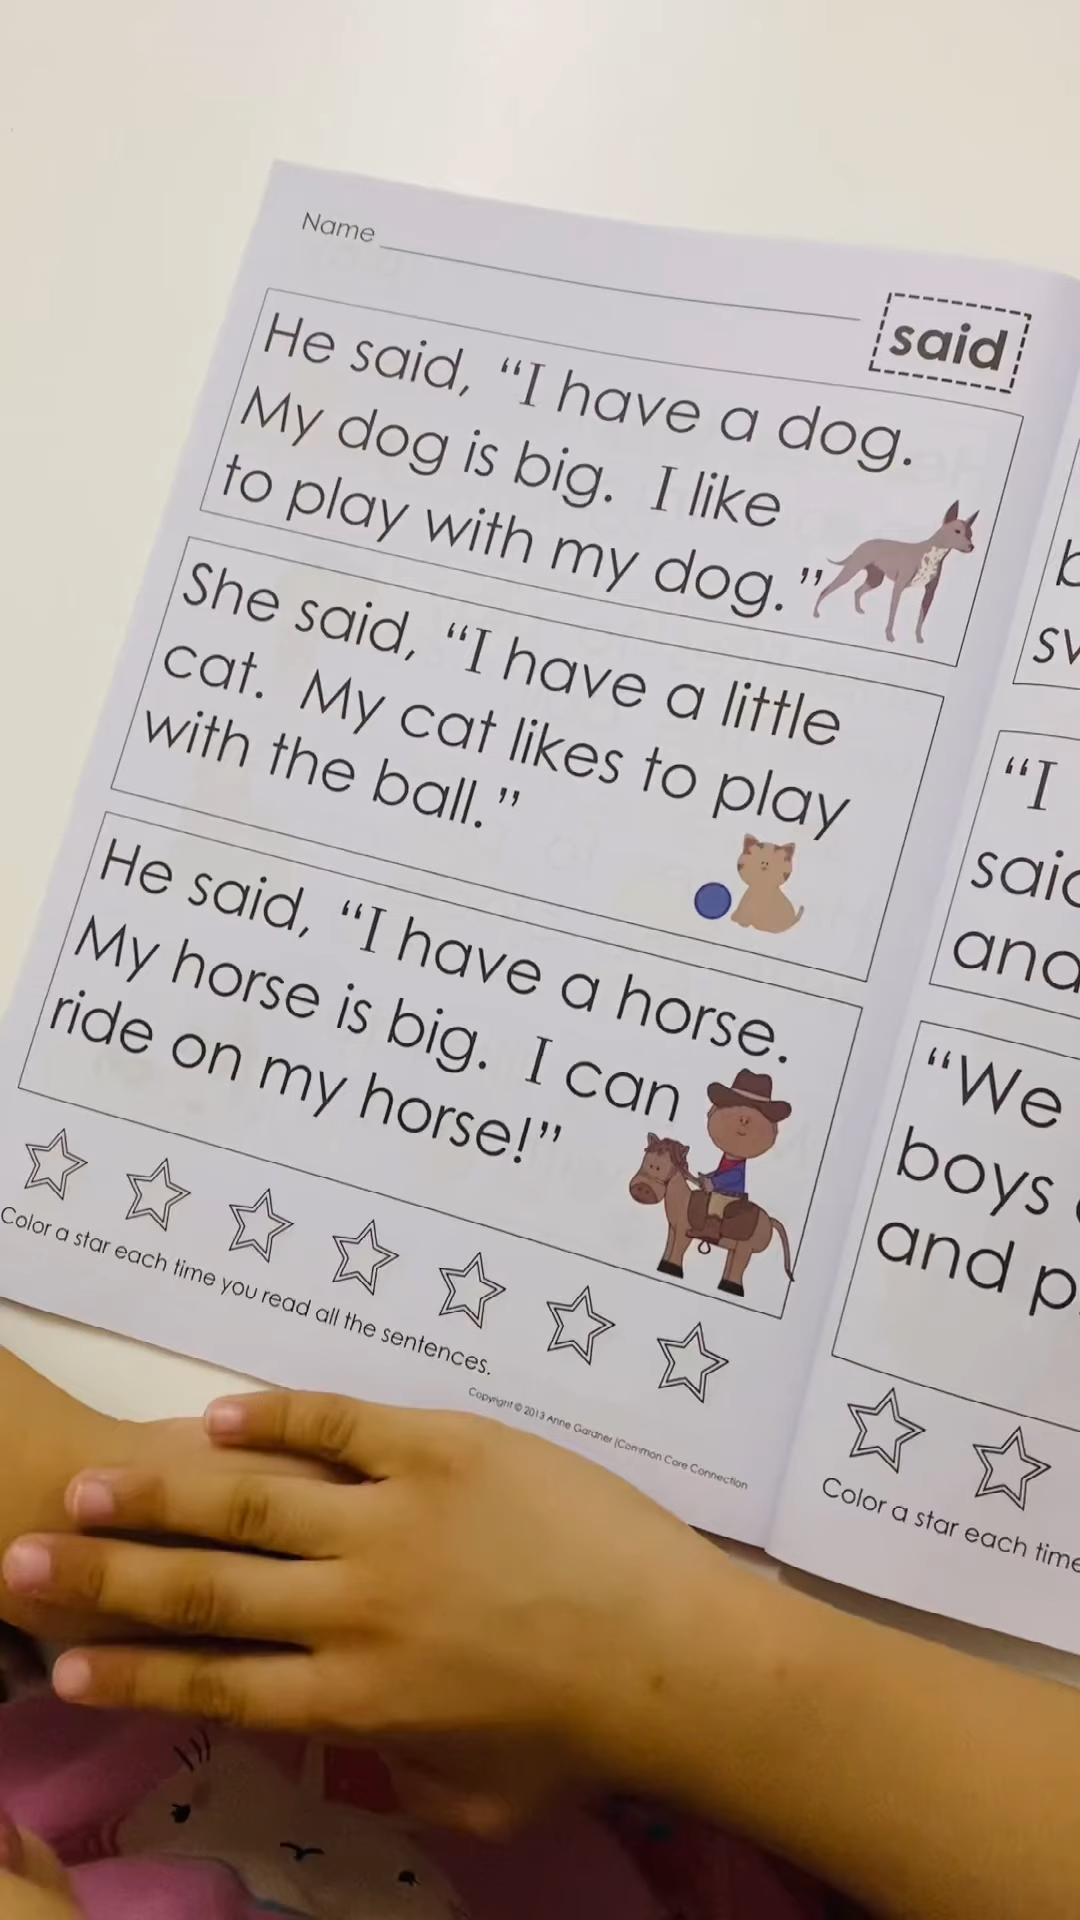 Name
said
He said, “I have a dog.
My dog is big.  I like
to play with my dog.”
She said, “I have a little
cat.  My cat likes to play
with the ball.”
He said, “I have a horse.
My horse is big.  I can
ride on my horse!”
Color a star each time you read all the sentences.
Copyright © 2013 Anne Gardner |Common Core Connection
“I
and
“We
boys
and
Color a star each time